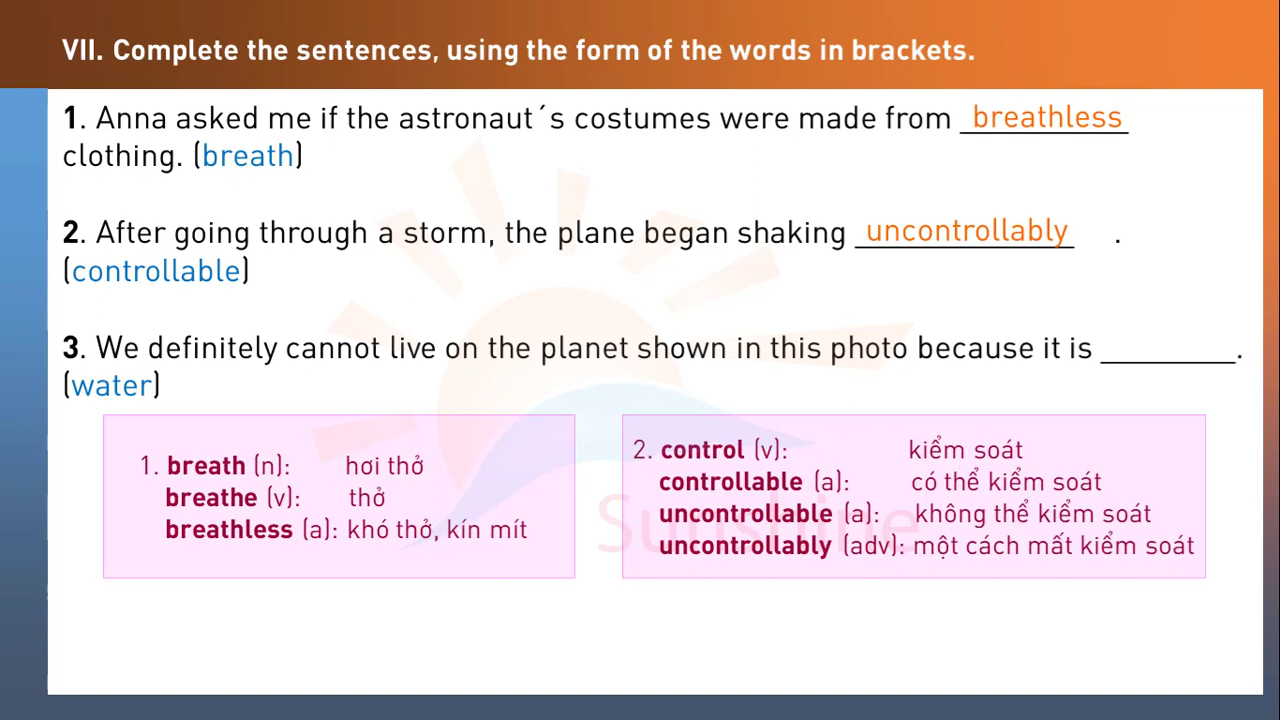 VII. Complete the sentences, using the form of the words in brackets.
1. Anna asked me if the astronaut´s costumes were made from breathless
clothing. (breath)
2. After going through a storm, the plane began shaking uncontrollably .
(controllable)
3. We definitely cannot live on the planet shown in this photo because it is ________.
(water)
1. breath (n): hơi thở
breathe (v): thở
breathless (a): khó thở, kín mít
2. control (v): kiểm soát
controllable (a): có thể kiểm soát
uncontrollable (a): không thể kiểm soát
uncontrollably (adv): một cách mất kiểm soát
Sunshine